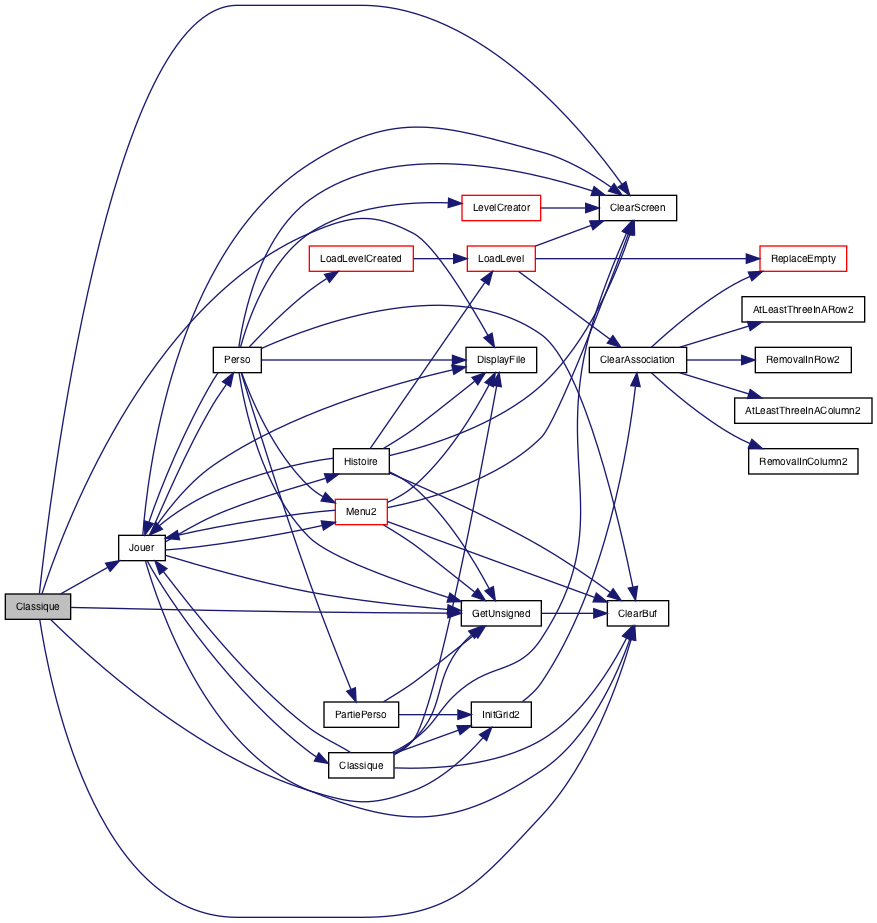 ClearScreen
LevelCreator
LoadLevelCreated
LoadLevel
ReplaceEmpty
AtLeastThreeInARow2
Perso
DisplayFile
ClearAssociation
RemovalInRow2
AtLeastThreeInAColumn2
Histoire
RemovalInColumn2
Menu2
Jouer
Classique
GetUnsigned
ClearBuf
PartiePerso
InitGrid2
Classique